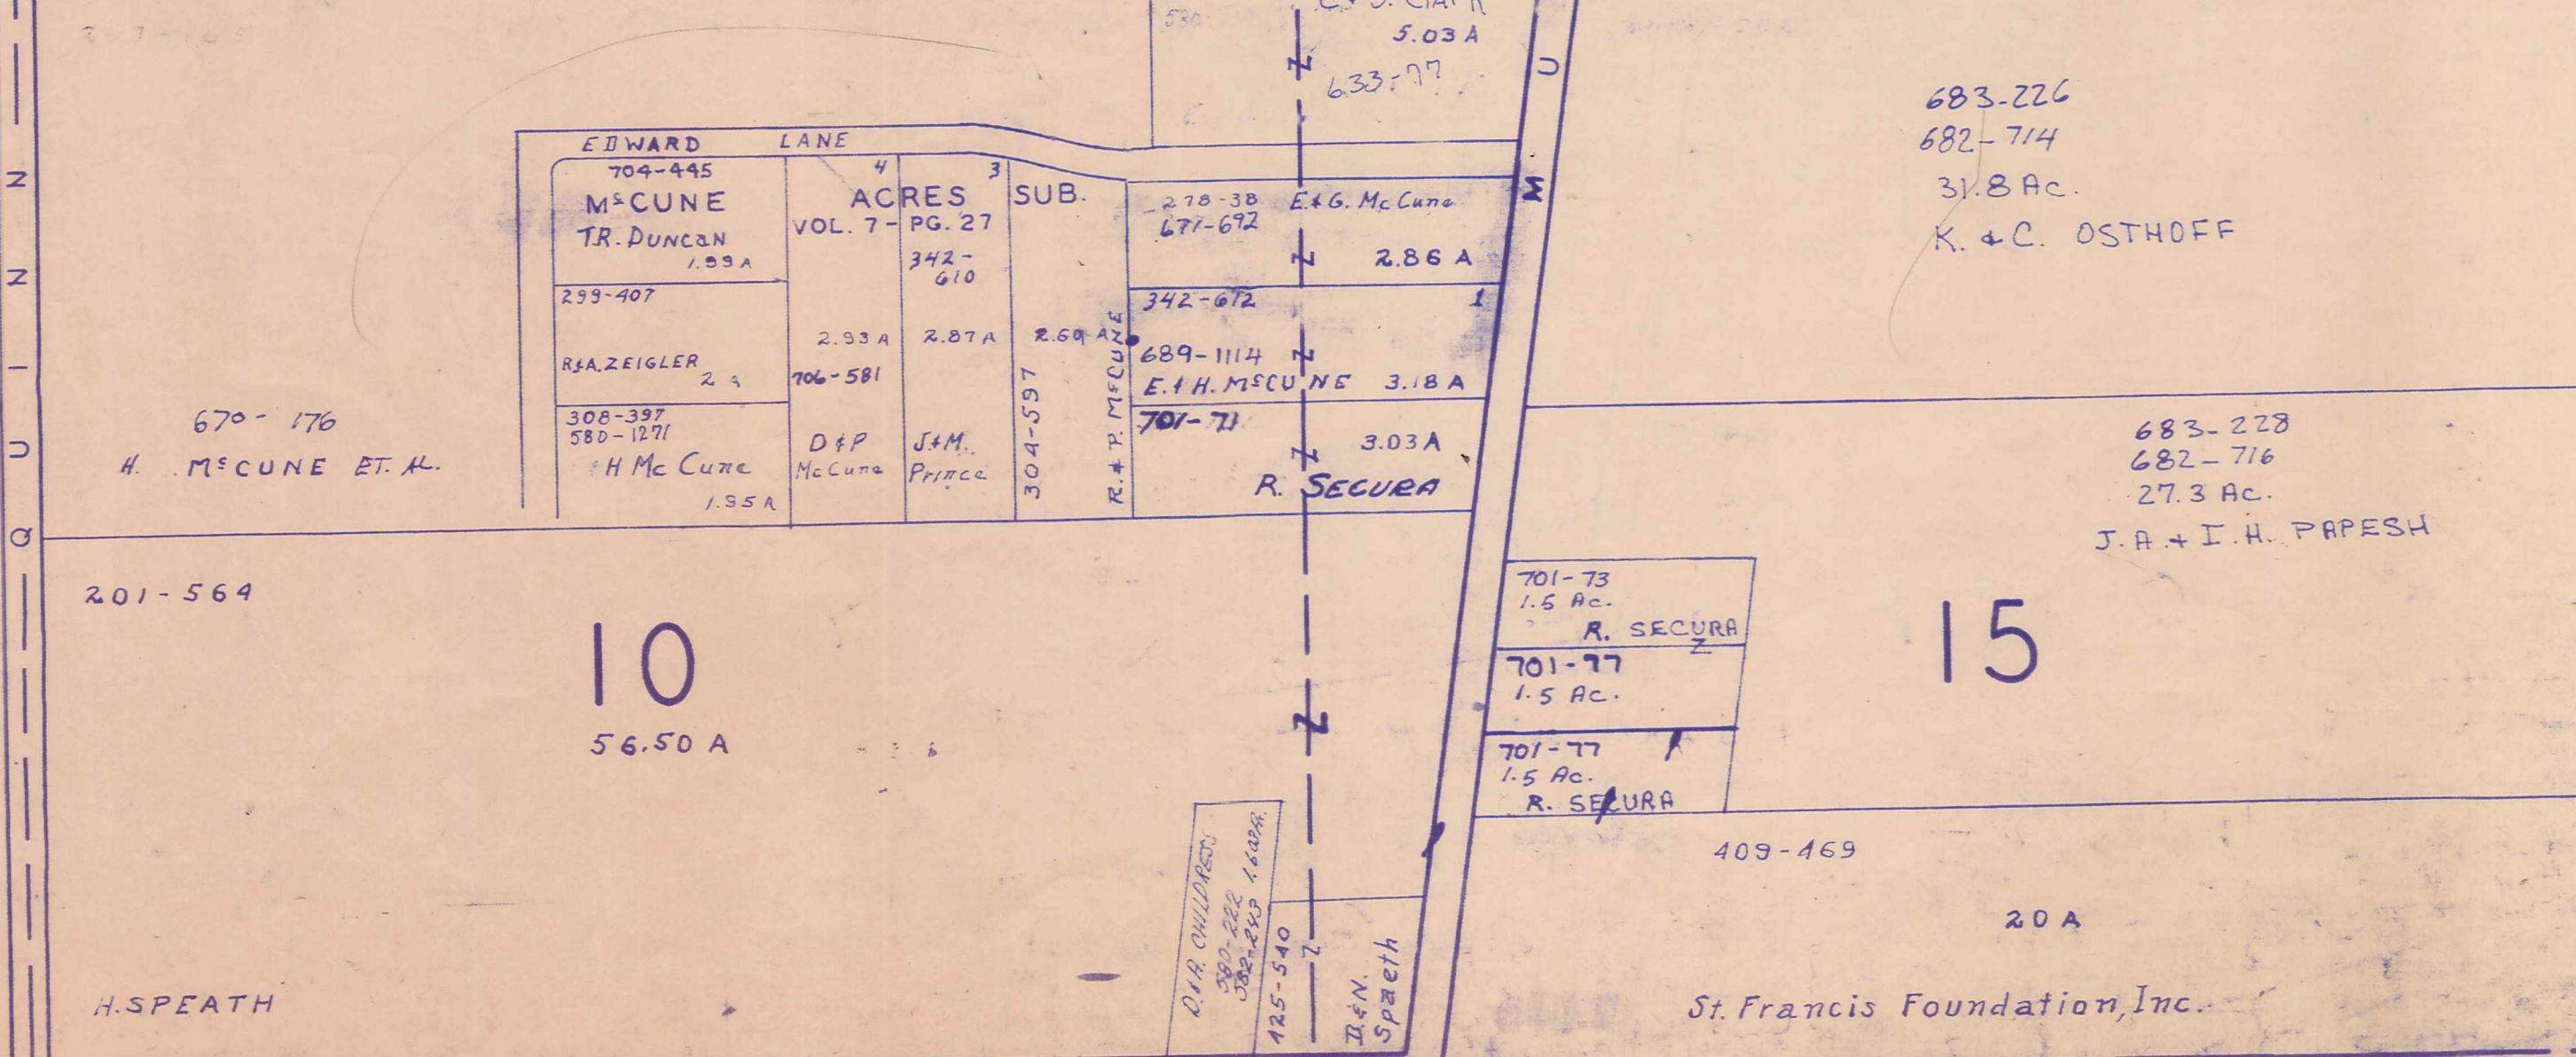 5.03 A
633-77
U
M
EDWARD LANE
704-445
McCUNE
T.R. DUNCAN
1.99 A
299-407
R&A. ZEIGLER
308-397
580-1271
H Mc Cune
1.95 A
4
3
ACRES
SUB.
VOL. 7 - PG. 27
342-
610
2.93 A
706-581
D & P
McCune
2.87 A
J. & M.
Prince
2.69 A
304-597
R. & P. McCUNE
278-38
671-692
E. & G. McCune
2.86 A
342-672
1
689-1114
E. & H. McCUNE
3.18 A
701-71
3.03 A
R. SECURA
683-226
682-714
31.8 Ac.
K. & C. OSTHOFF
N
N
I
U
Q
670-176
H. McCUNE ET. AL.
683-228
682-716
27.3 Ac.
J. A. + I. H. PAPESH
201-564
10
56.50 A
H. SPEATH
701-73
1.5 Ac.
R. SECURA
701-77
1.5 Ac.
701-77
1.5 Ac.
R. SECURA
15
409-469
20 A
St. Francis Foundation, Inc.
D. & A. CHILDRESS
580-222
582-243
425-540
D. & N.
Spaeth